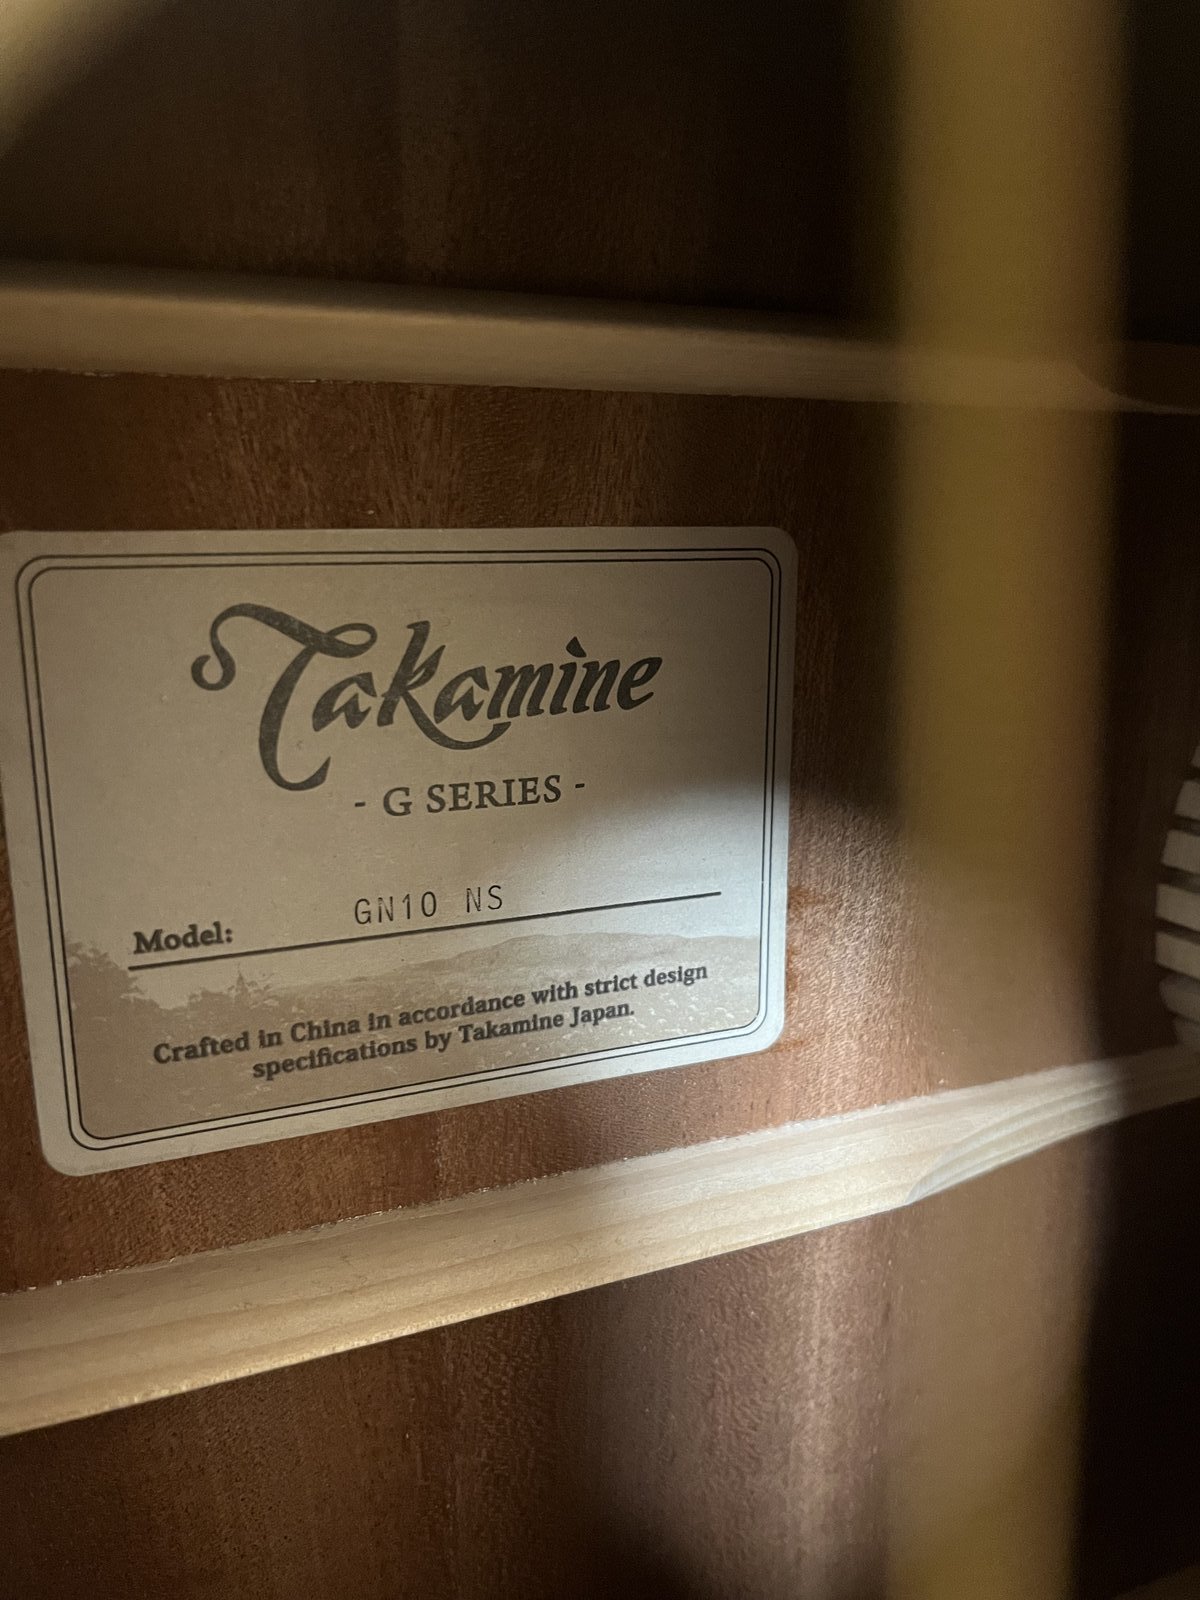 Takamine
- G SERIES -
Model: GN10 NS
Crafted in China in accordance with strict design
specifications by Takamine Japan.